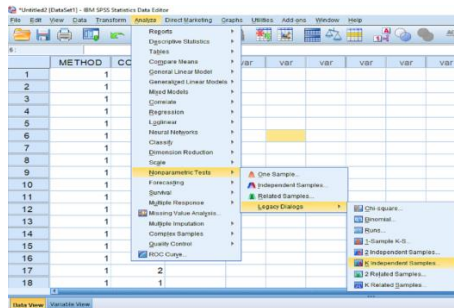 *Untitled2 [DataSet1] - IBM SPSS Statistics Data Editor
File Edit View Data Transform Analyze Direct Marketing Graphs Utilities Add-ons Window Help
Reports
Descriptive Statistics
Tables
Compare Means
General Linear Model
Generalized Linear Models
Mixed Models
Correlate
Regression
Loglinear
Neural Networks
Classify
Dimension Reduction
Scale
Nonparametric Tests
Forecasting
Survival
Multiple Response
Missing Value Analysis...
Multiple Imputation
Complex Samples
Quality Control
ROC Curve...
One Sample...
Independent Samples...
Related Samples...
Legacy Dialogs
Chi-square...
Binomial...
Runs...
1-Sample K-S...
2 Independent Samples...
K Independent Samples...
2 Related Samples...
K Related Samples...
6 :
METHOD CO var var var var var
1 1
2 1
3 1
4 1
5 1
6 1
7 1
8 1
9 1
10 1
11 1
12 1
13 1
14 1
15 1
16 1
17 1 2
18 1 1
Data View Variable View